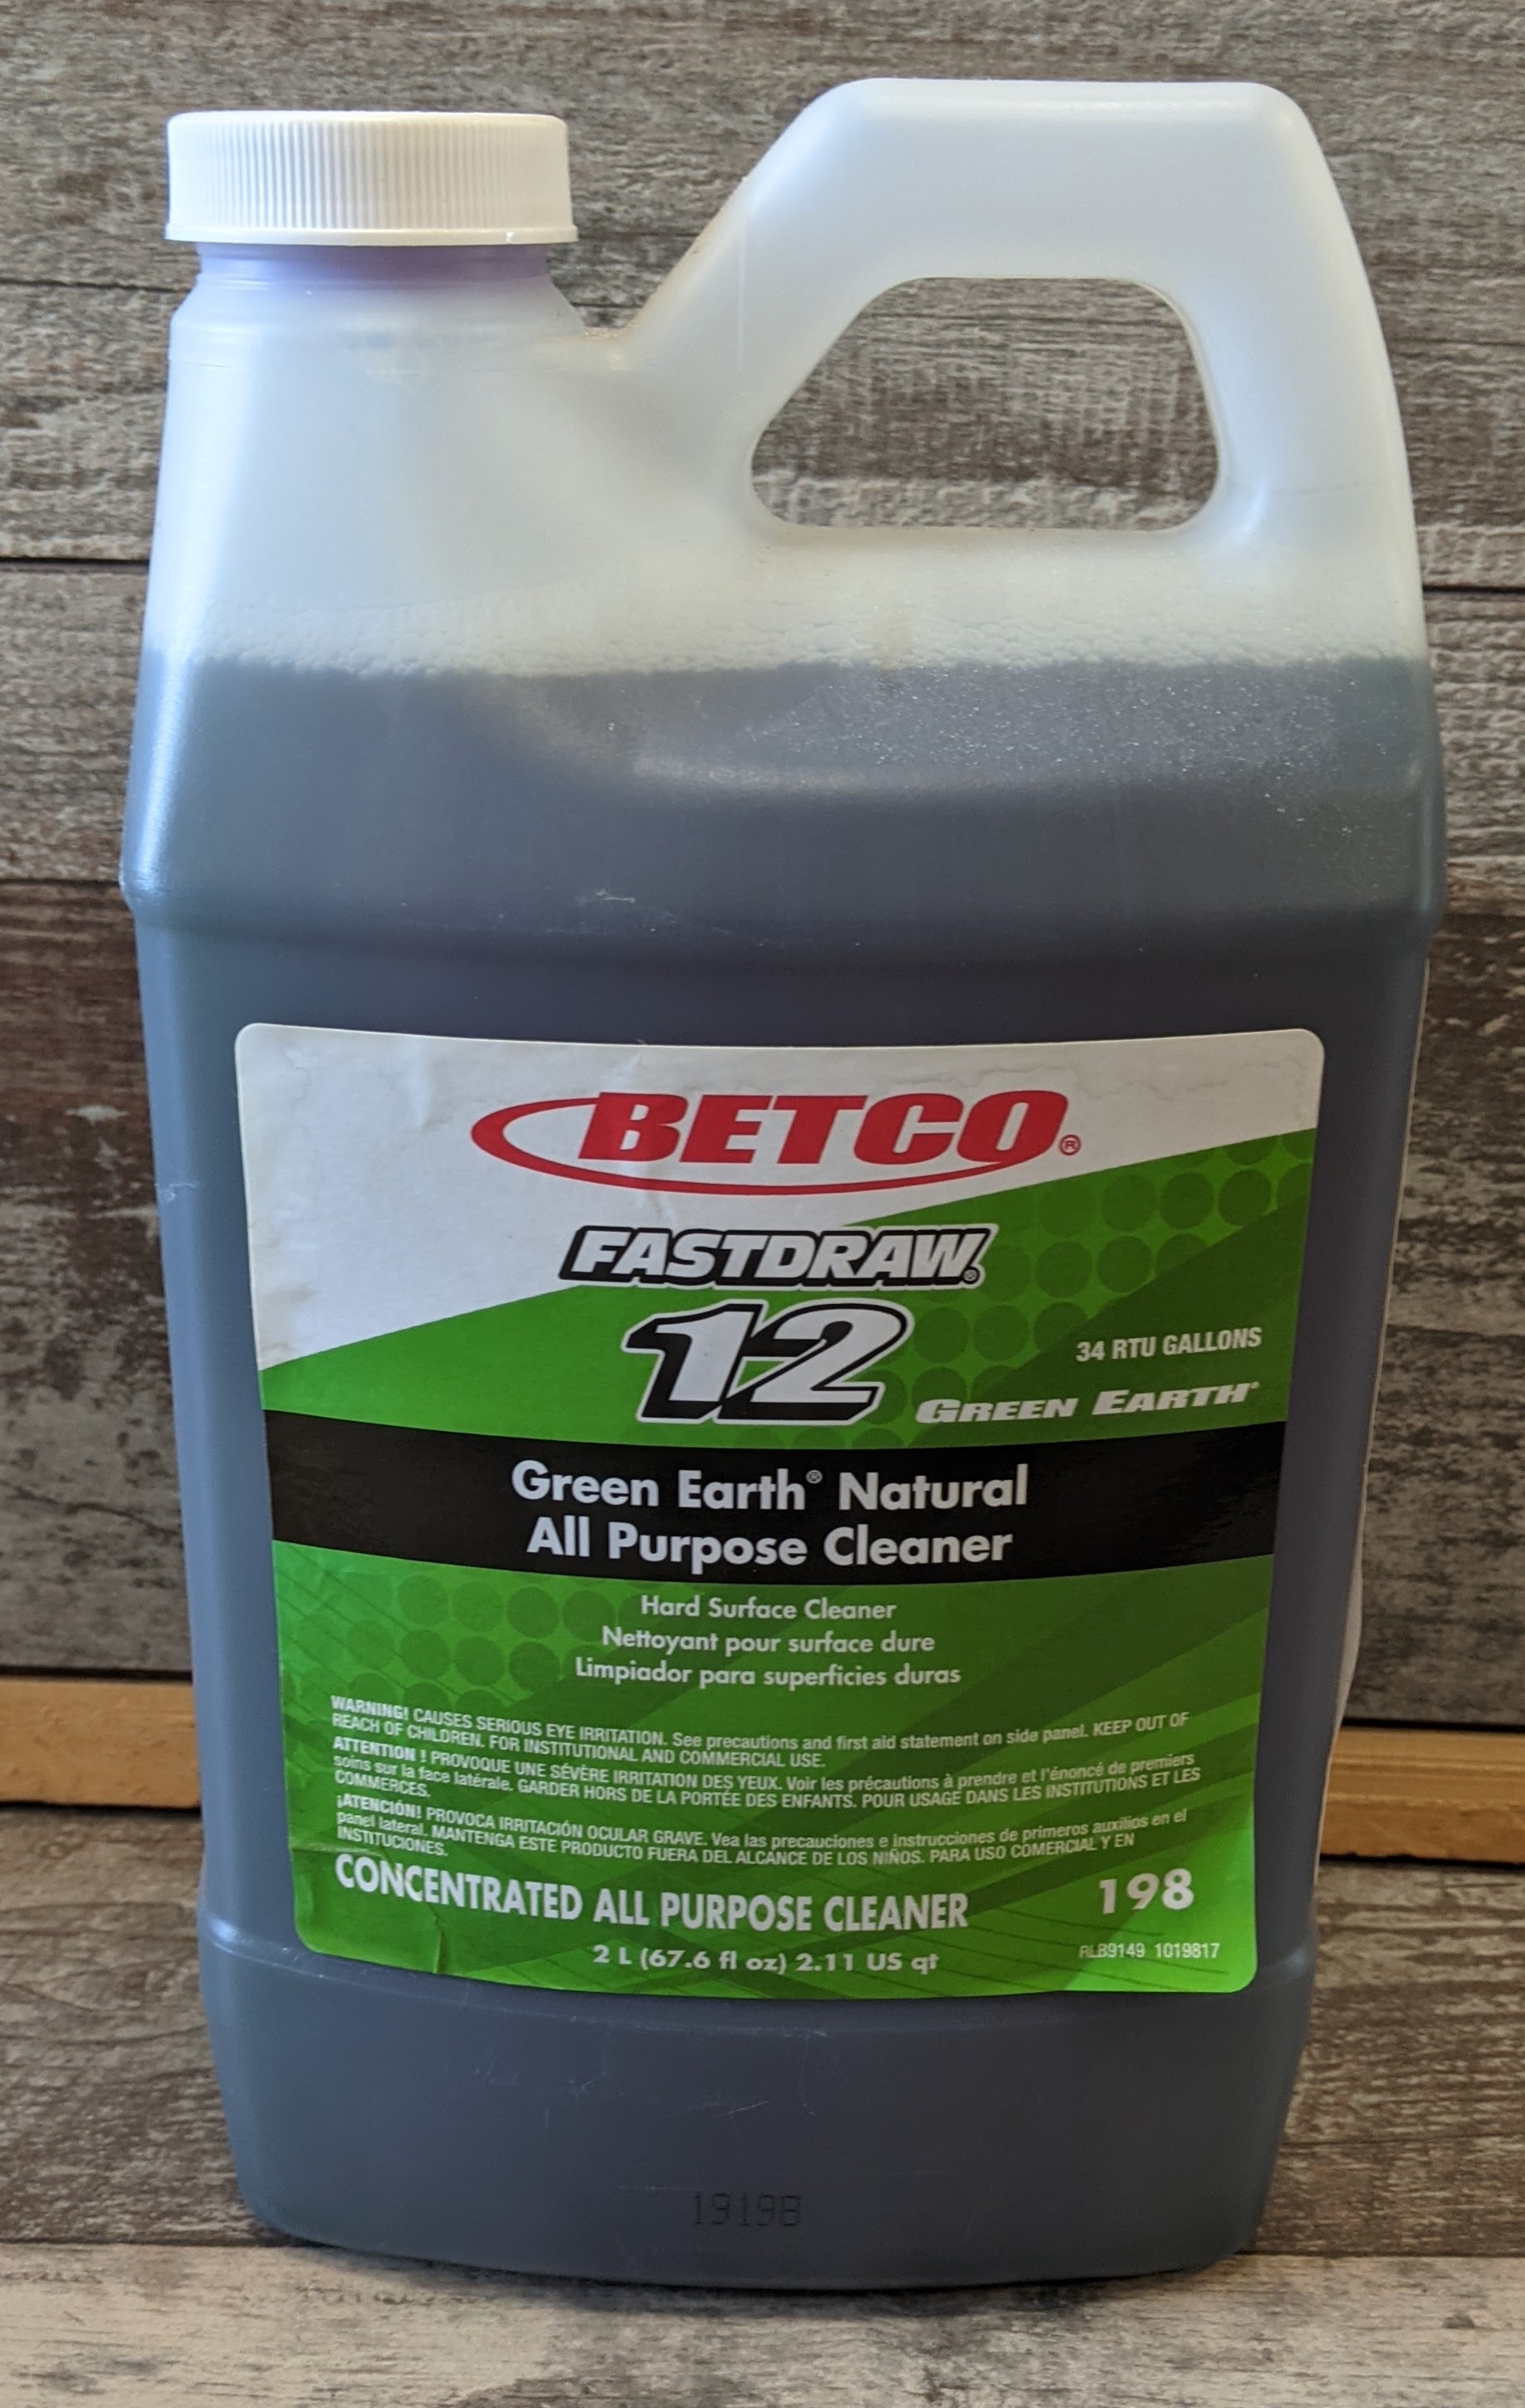 BETCO®
FASTDRAW®
12
34 RTU GALLONS
GREEN EARTH®
Green Earth® Natural
All Purpose Cleaner
Hard Surface Cleaner
Nettoyant pour surface dure
Limpiador para superficies duras
WARNING! CAUSES SERIOUS EYE IRRITATION. See precautions and first aid statement on side panel. KEEP OUT OF
REACH OF CHILDREN. FOR INSTITUTIONAL AND COMMERCIAL USE.
ATTENTION ! PROVOQUE UNE SÉVÈRE IRRITATION DES YEUX. Voir les précautions à prendre et l'énoncé de premiers
soins sur la face latérale. GARDER HORS DE LA PORTÉE DES ENFANTS. POUR USAGE DANS LES INSTITUTIONS ET LES
COMMERCES.
¡ATENCIÓN! PROVOCA IRRITACIÓN OCULAR GRAVE. Vea las precauciones e instrucciones de primeros auxilios en el
panel lateral. MANTENGA ESTE PRODUCTO FUERA DEL ALCANCE DE LOS NIÑOS. PARA USO COMERCIAL Y EN
INSTITUCIONES.
CONCENTRATED ALL PURPOSE CLEANER
198
2 L (67.6 fl oz) 2.11 US qt
RLB9149 1019817
19198